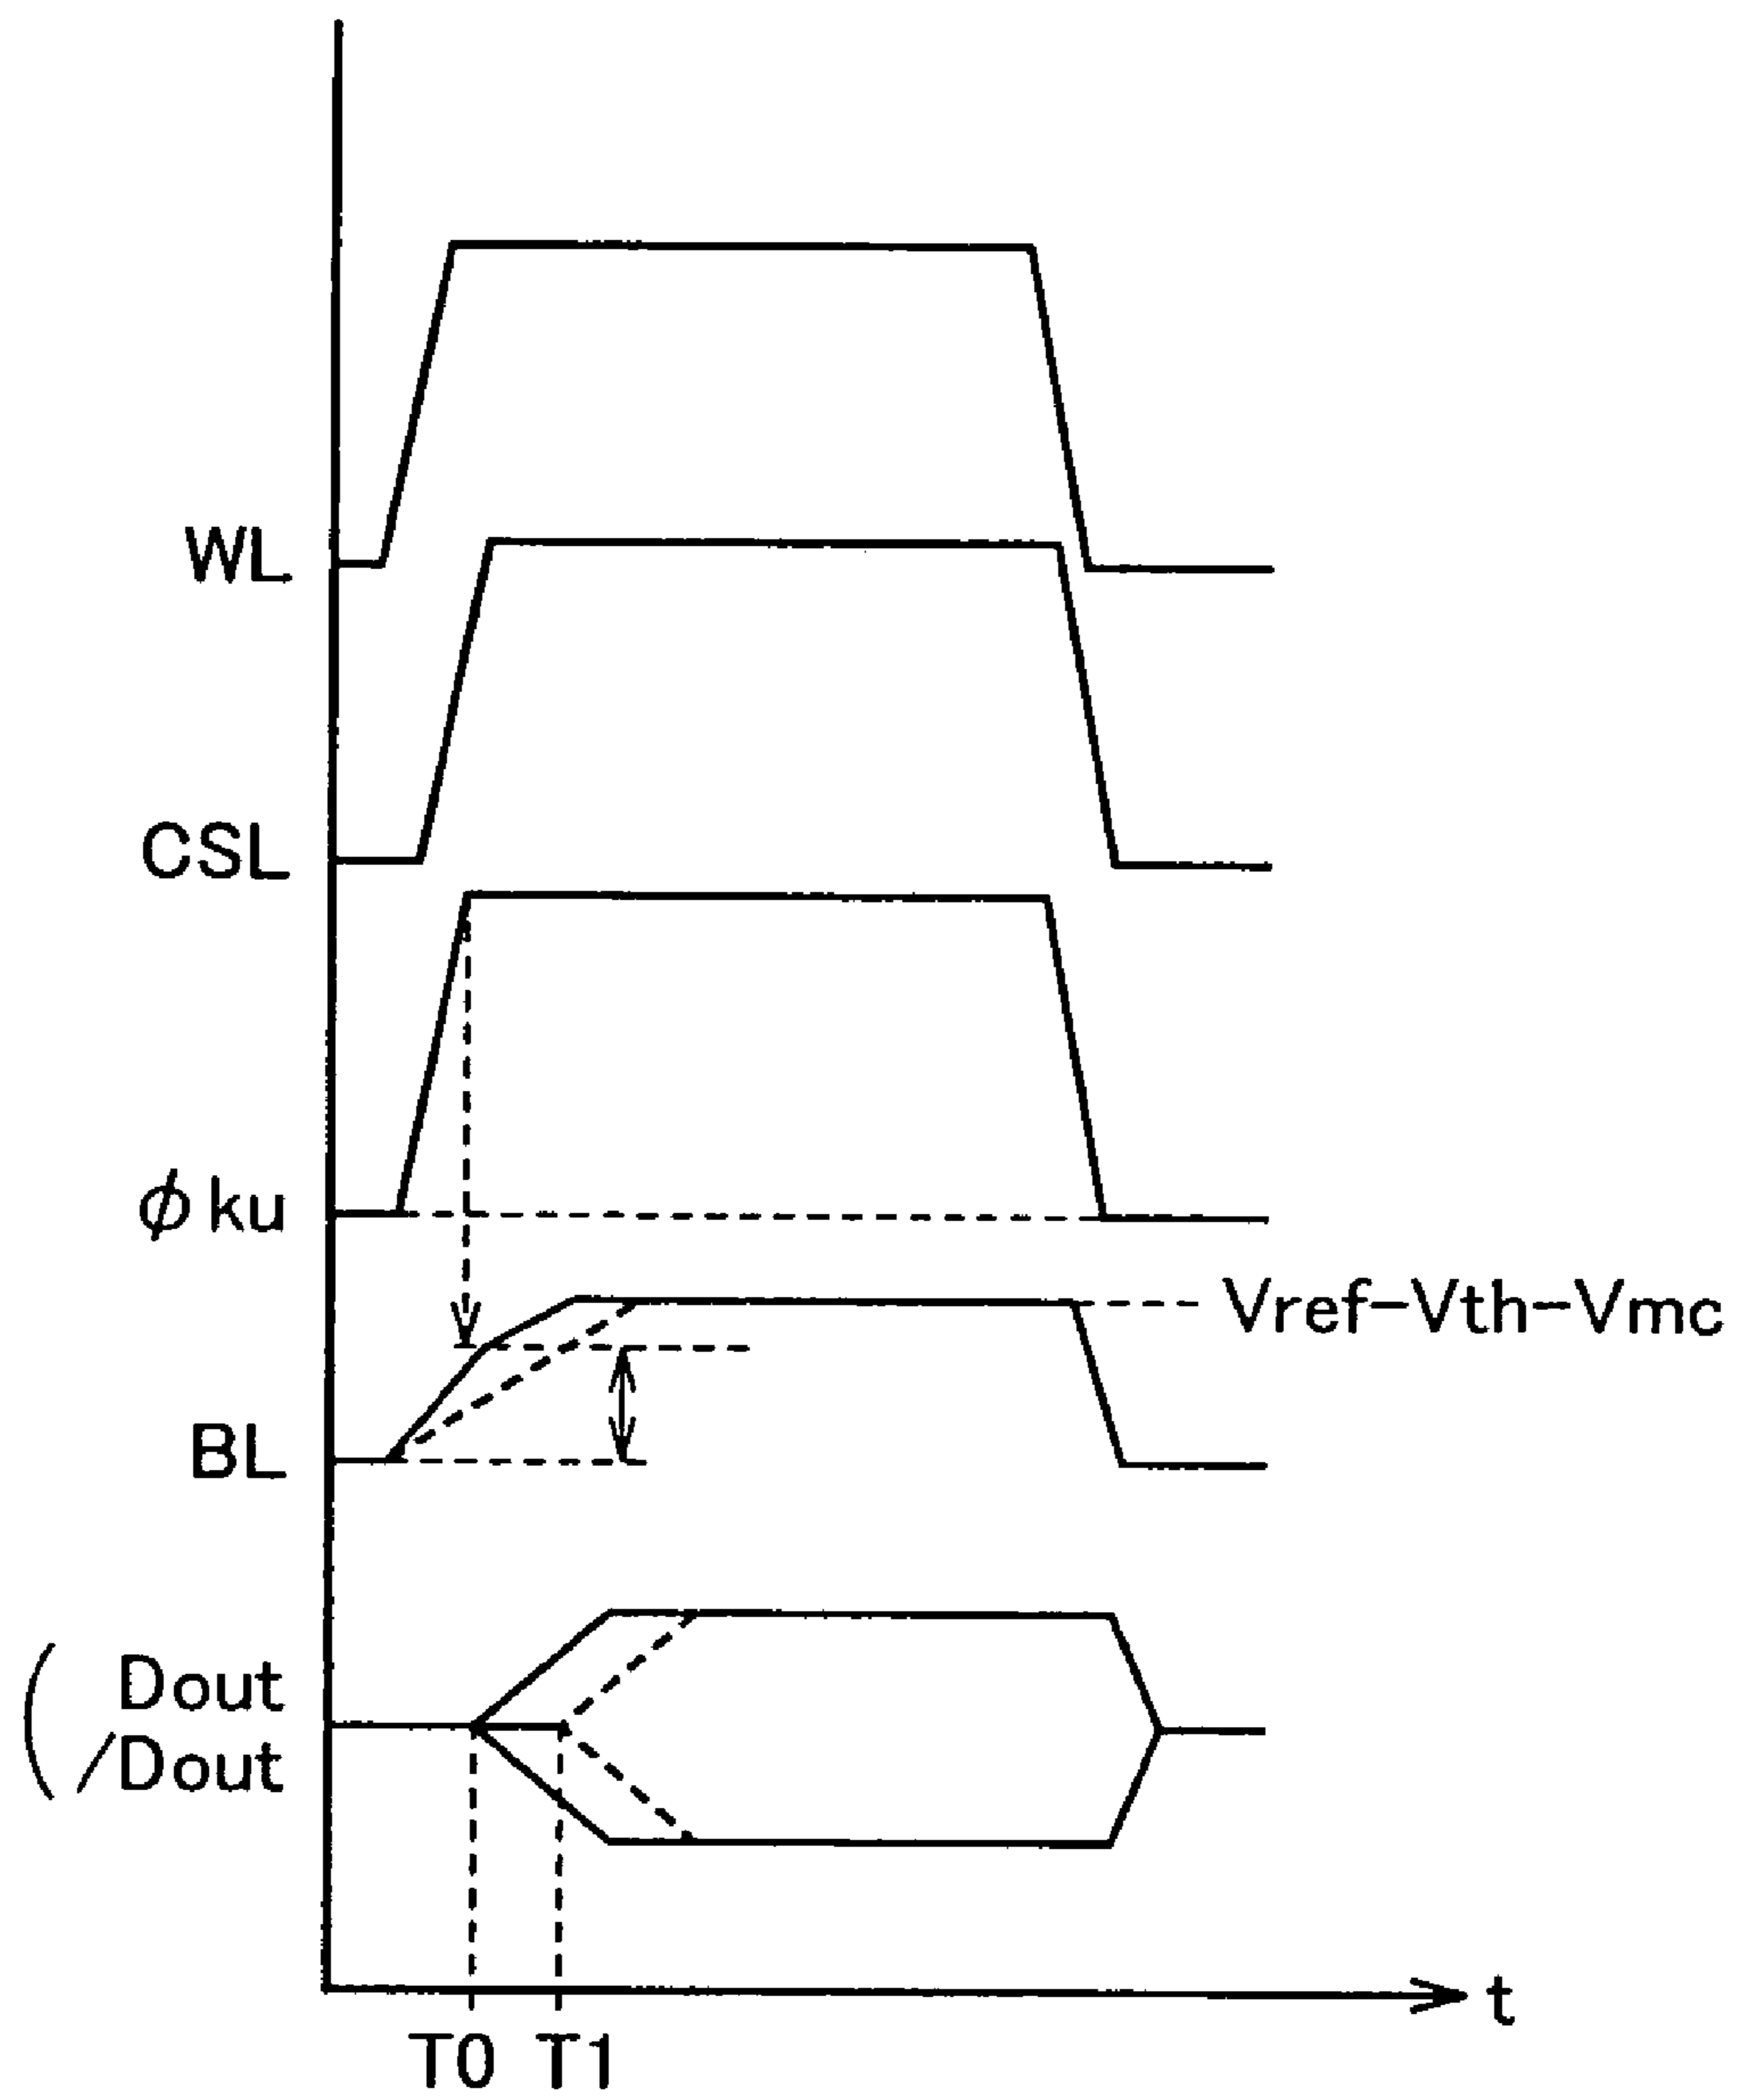 WL
CSL
φku
Vref-Vth-Vmc
BL
( Dout
/Dout
t
T0 T1